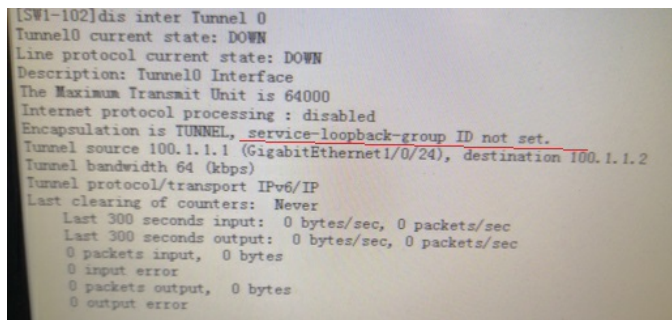 [SW1-102]dis inter Tunnel 0
Tunnel0 current state: DOWN
Line protocol current state: DOWN
Description: Tunnel0 Interface
The Maximum Transmit Unit is 64000
Internet protocol processing : disabled
Encapsulation is TUNNEL, service-loopback-group ID not set.
Tunnel source 100.1.1.1 (GigabitEthernet1/0/24), destination 100.1.1.2
Tunnel bandwidth 64 (kbps)
Tunnel protocol/transport IPv6/IP
Last clearing of counters:  Never
    Last 300 seconds input:  0 bytes/sec, 0 packets/sec
    Last 300 seconds output:  0 bytes/sec, 0 packets/sec
    0 packets input,  0 bytes
    0 input error
    0 packets output,  0 bytes
    0 output error